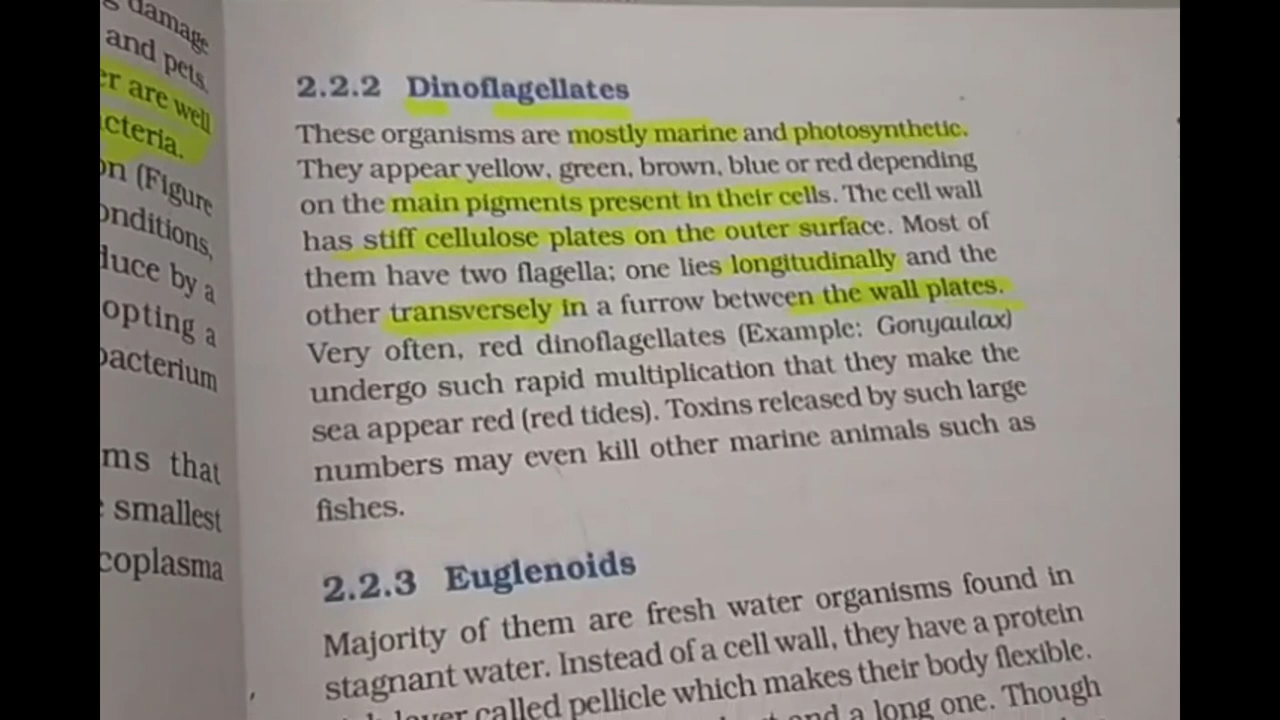 damage
and pets.
er are well
acteria.
on (Figure
onditions,
duce by a
opting a
bacterium
ms that
smallest
coplasma
2.2.2 Dinoflagellates
These organisms are mostly marine and photosynthetic.
They appear yellow, green, brown, blue or red depending
on the main pigments present in their cells. The cell wall
has stiff cellulose plates on the outer surface. Most of
them have two flagella; one lies longitudinally and the
other transversely in a furrow between the wall plates.
Very often, red dinoflagellates (Example: Gonyaulax)
undergo such rapid multiplication that they make the
sea appear red (red tides). Toxins released by such large
numbers may even kill other marine animals such as
fishes.
2.2.3 Euglenoids
Majority of them are fresh water organisms found in
stagnant water. Instead of a cell wall, they have a protein
layer called pellicle which makes their body flexible.
and a long one. Though